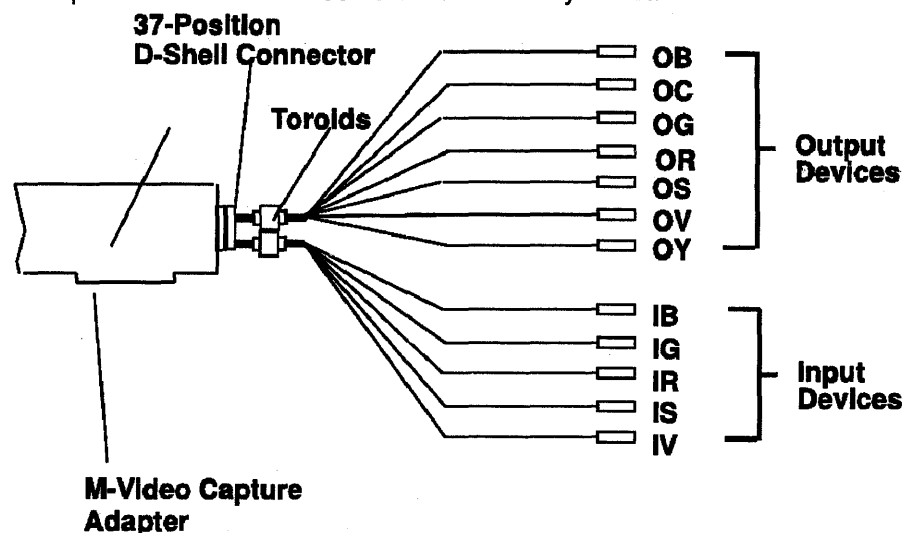 37-Position
D-Shell Connector
Toroids
OB
OC
OG
OR
OS
OV
OY
Output
Devices
IB
IG
IR
IS
IV
Input
Devices
M-Video Capture
Adapter